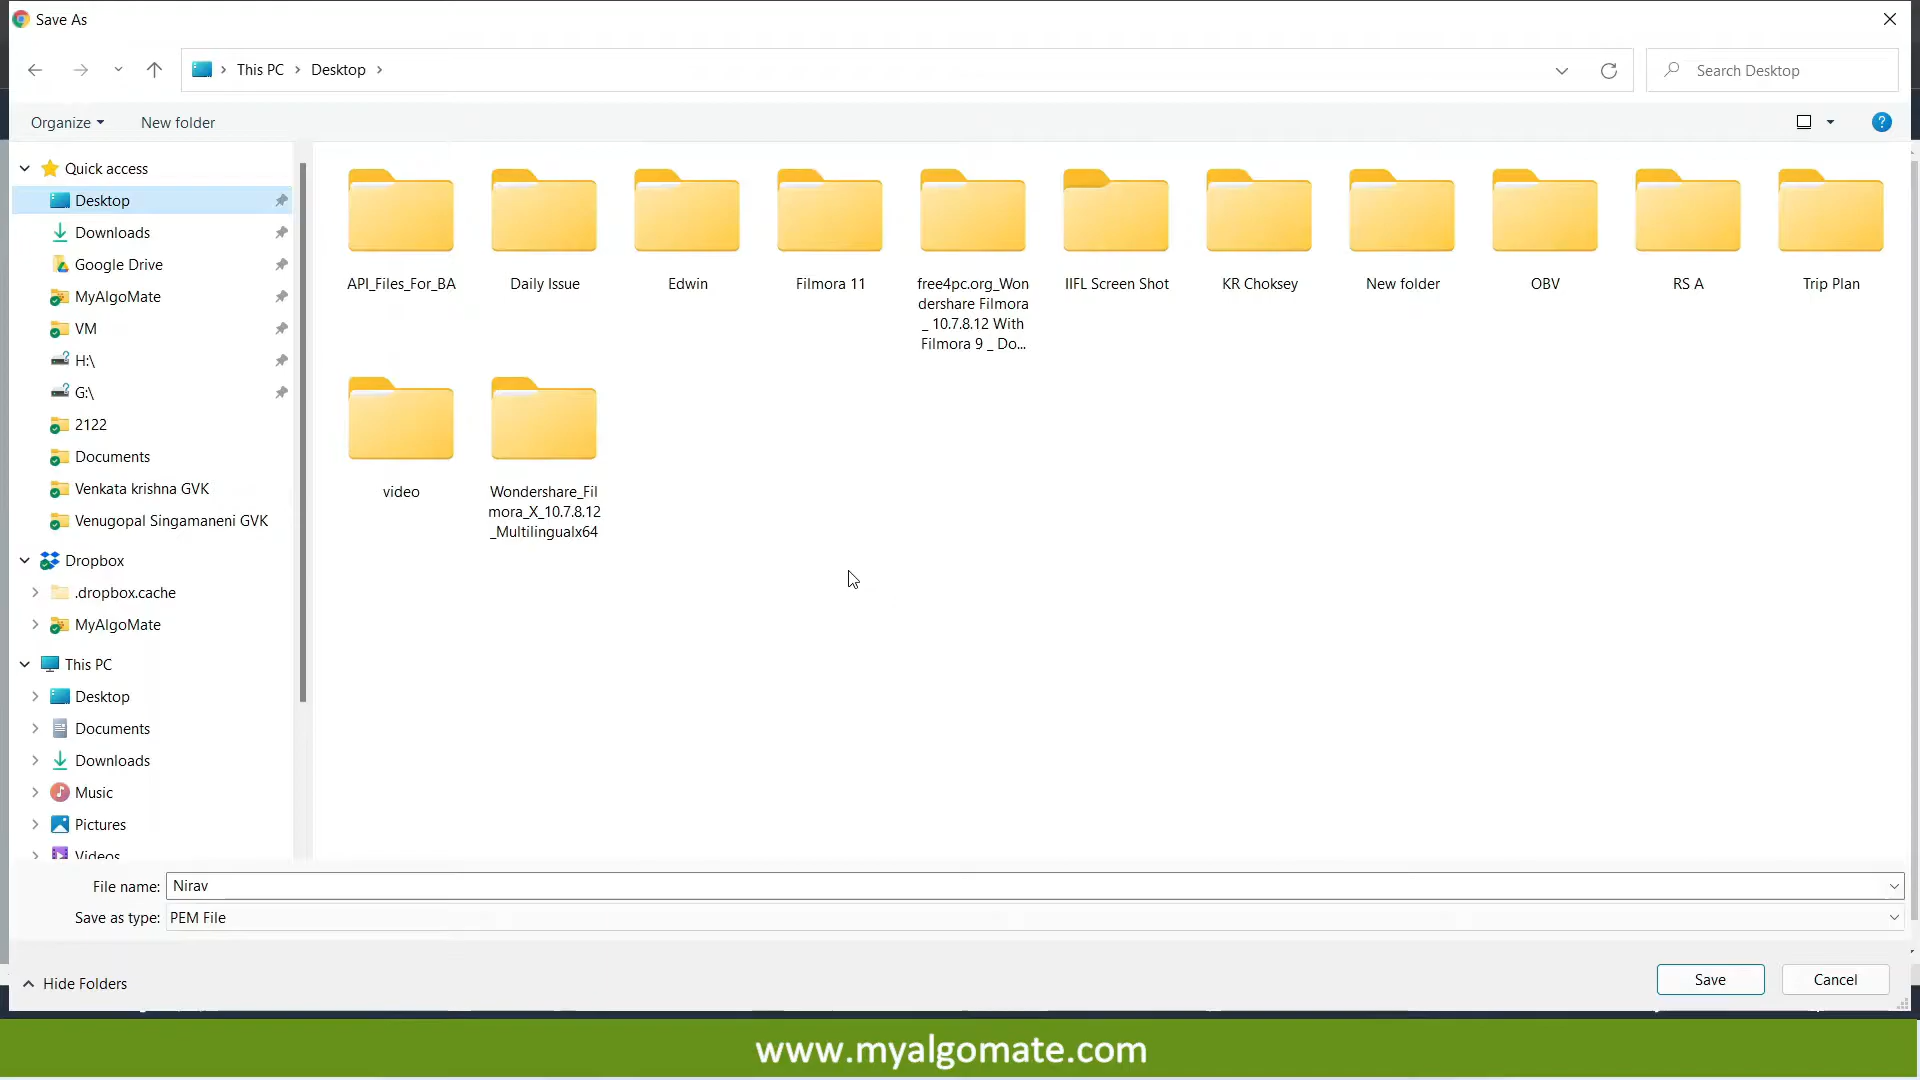 Save As
This PC
Desktop
Search Desktop
Organize
New folder
?
Quick access
Desktop
Downloads
Google Drive
MyAlgoMate
VM
H:\
G:\
2122
Documents
Venkata krishna GVK
Venugopal Singamaneni GVK
Dropbox
.dropbox.cache
MyAlgoMate
This PC
Desktop
Documents
Downloads
Music
Pictures
Videos
API_Files_For_BA
Daily Issue
Edwin
Filmora 11
free4pc.org_Won
dershare Filmora
_ 10.7.8.12 With
Filmora 9 _ Do...
IIFL Screen Shot
KR Choksey
New folder
OBV
RS A
Trip Plan
video
Wondershare_Fil
mora_X_10.7.8.12
_Multilingualx64
File name: Nirav
Save as type: PEM File
Hide Folders
Save
Cancel
www.myalgomate.com